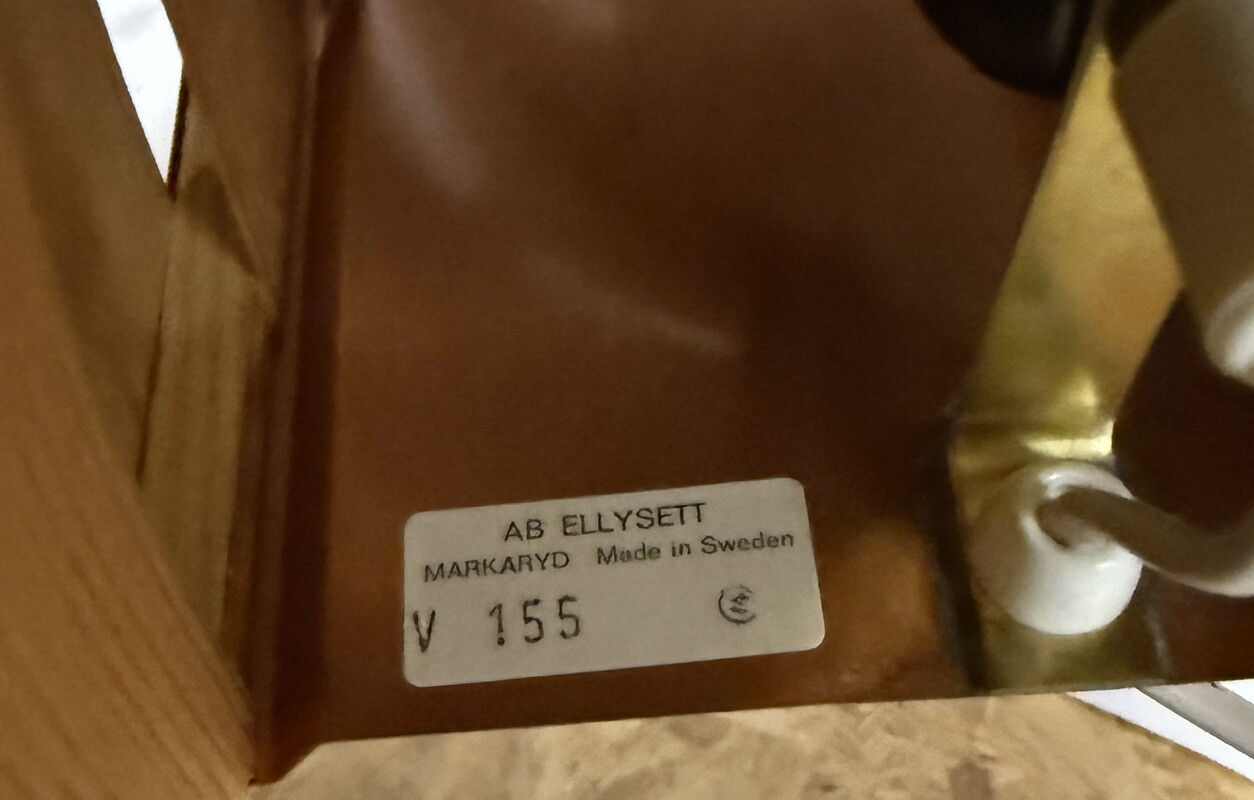 AB ELLYSETT
MARKARYD Made in Sweden
V 155